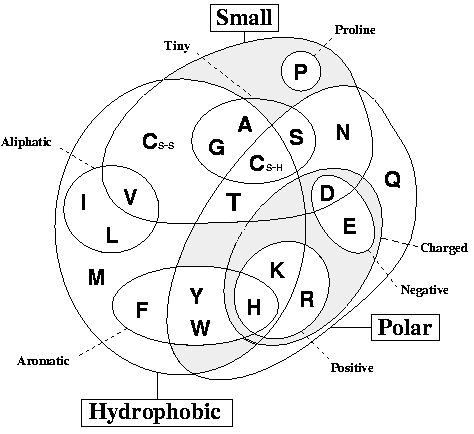 Small
Proline
Tiny
P
A
S
N
C S-S
G
C S-H
Aliphatic
Q
I
V
T
D
L
E
Charged
M
K
Negative
F
Y
H
R
W
Polar
Aromatic
Positive
Hydrophobic